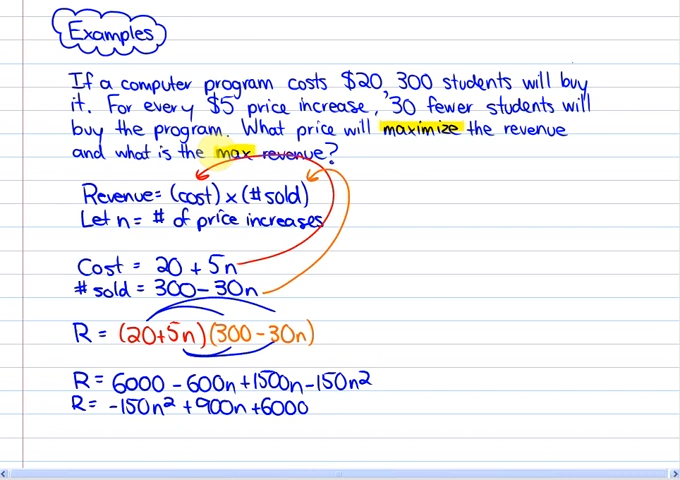 Examples
If a computer program costs $20, 300 students will buy
it. For every $5 price increase, 30 fewer students will
buy the program. What price will maximize the revenue
and what is the max revenue?
Revenue = (cost) x (# sold)
Let n = # of price increases
Cost = 20 + 5n
# sold = 300 - 30n
R = (20+5n)(300-30n)
R = 6000 - 600n + 1500n - 150n²
R = -150n² + 900n + 6000